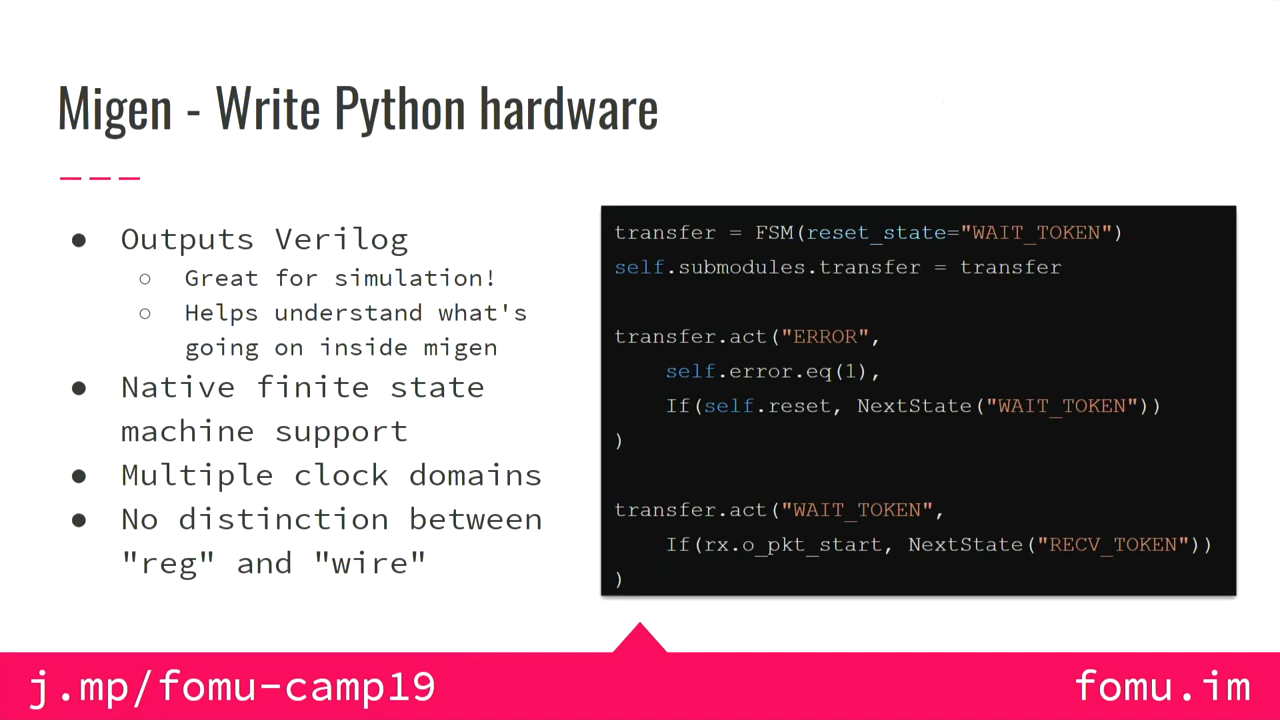 Migen - Write Python hardware
● Outputs Verilog
○ Great for simulation!
○ Helps understand what's
going on inside migen
● Native finite state
machine support
● Multiple clock domains
● No distinction between
"reg" and "wire"
transfer = FSM(reset_state="WAIT_TOKEN")
self.submodules.transfer = transfer
transfer.act("ERROR",
    self.error.eq(1),
    If(self.reset, NextState("WAIT_TOKEN"))
)
transfer.act("WAIT_TOKEN",
    If(rx.o_pkt_start, NextState("RECV_TOKEN"))
)
j.mp/fomu-camp19
fomu.im